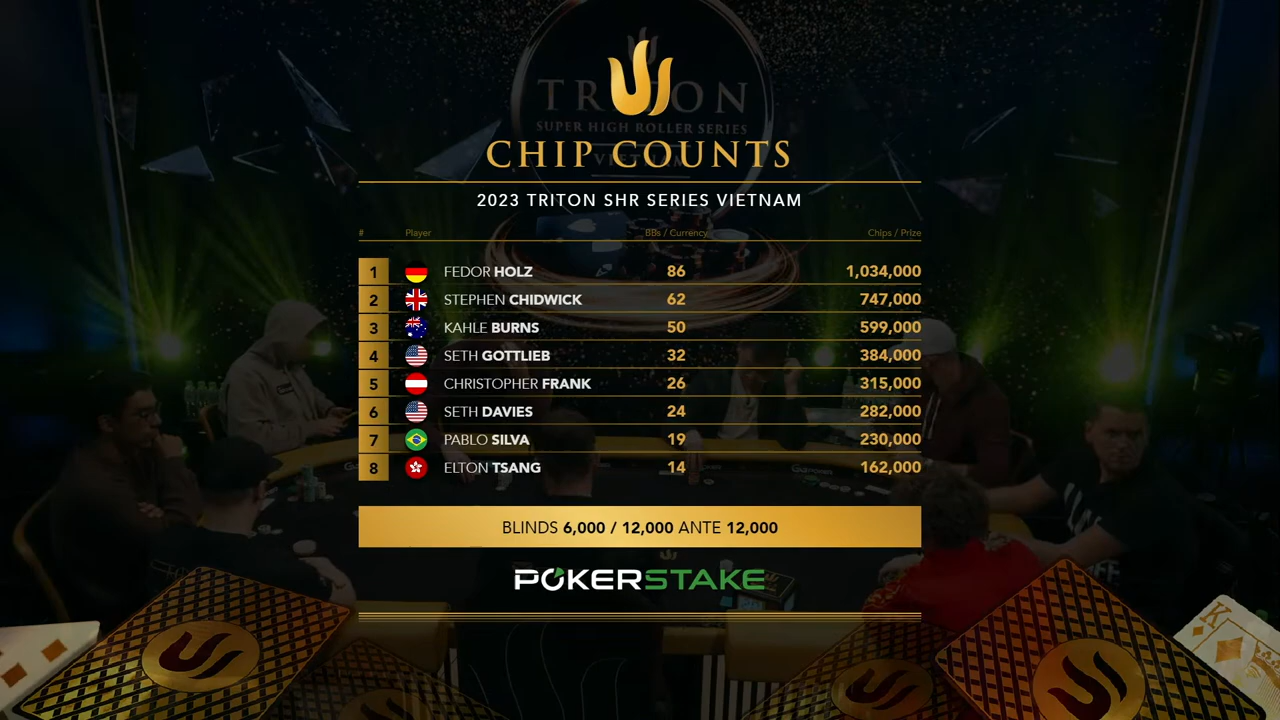 TRITON
SUPER HIGH ROLLER SERIES
CHIP COUNTS
2023 TRITON SHR SERIES VIETNAM
# Player BBs / Currency Chips / Prize
1 FEDOR HOLZ 86 1,034,000
2 STEPHEN CHIDWICK 62 747,000
3 KAHLE BURNS 50 599,000
4 SETH GOTTLIEB 32 384,000
5 CHRISTOPHER FRANK 26 315,000
6 SETH DAVIES 24 282,000
7 PABLO SILVA 19 230,000
8 ELTON TSANG 14 162,000
BLINDS 6,000 / 12,000 ANTE 12,000
POKERSTAKE
K